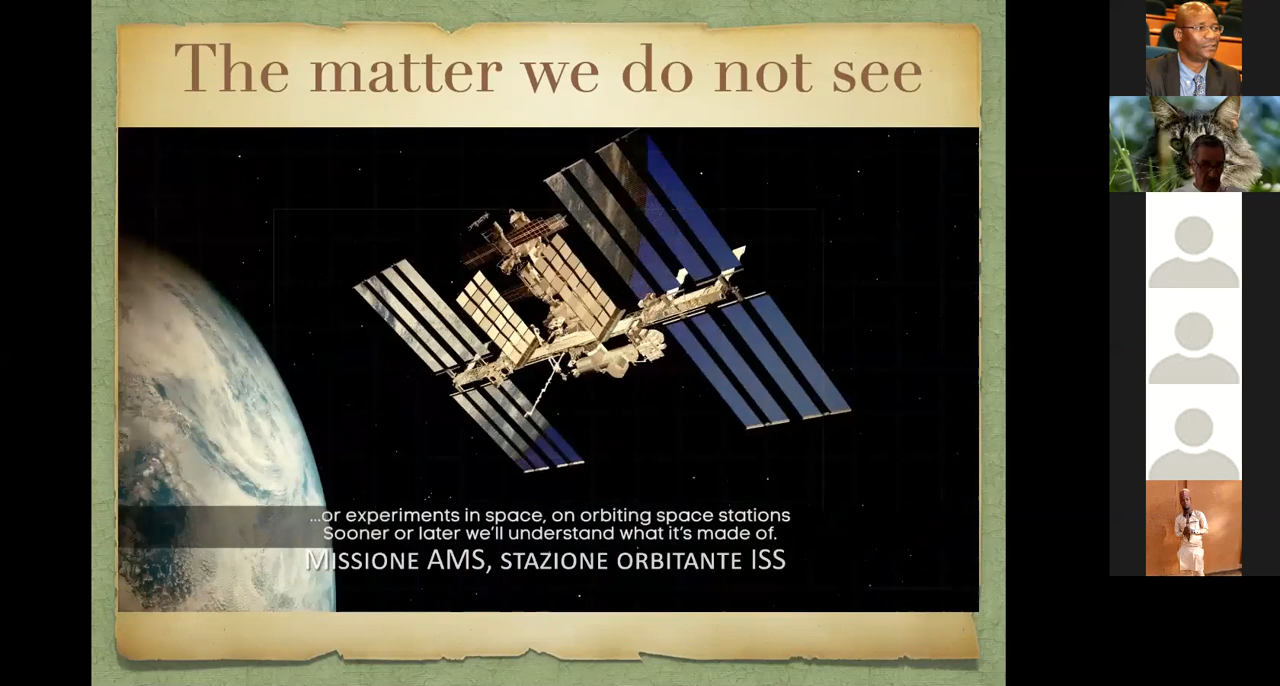 The matter we do not see
...or experiments in space, on orbiting space stations
Sooner or later we'll understand what it's made of.
MISSIONE AMS, STAZIONE ORBITANTE ISS